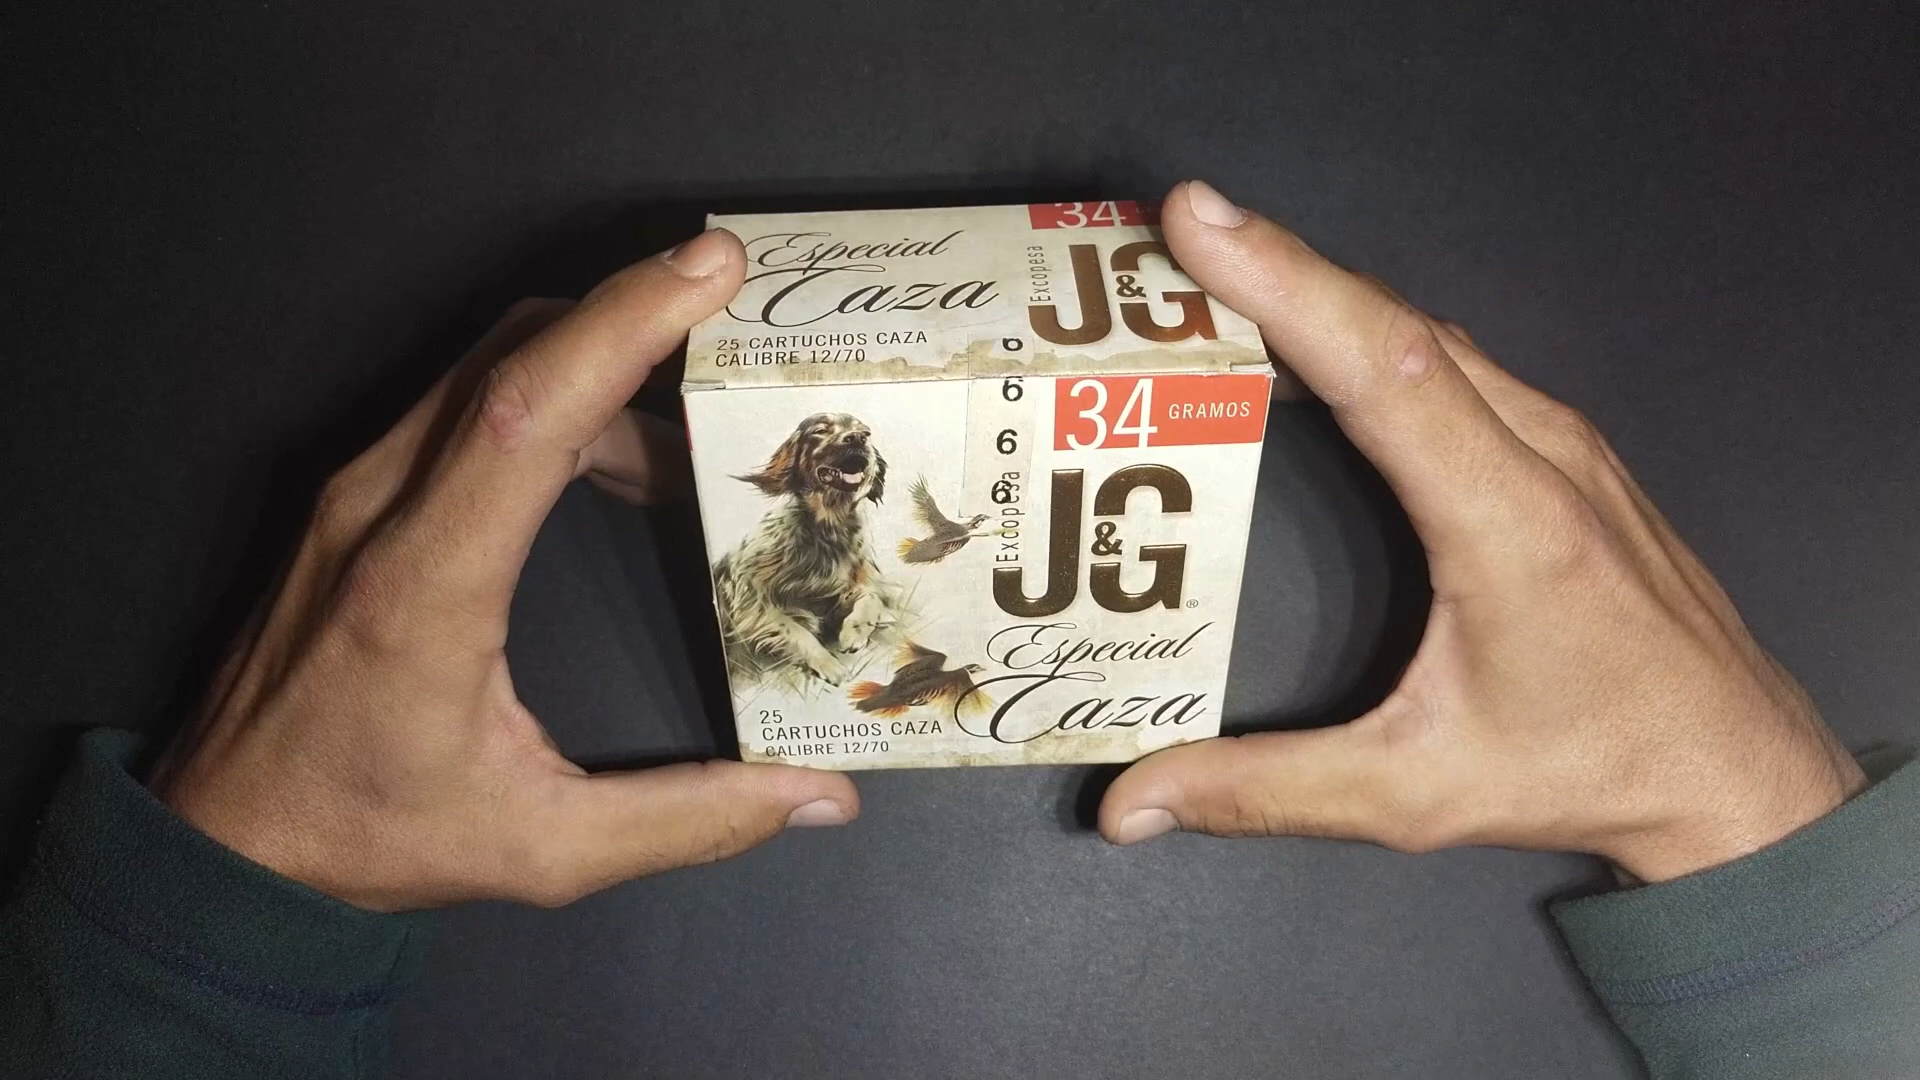 Especial
Caza
25 CARTUCHOS CAZA
CALIBRE 12/70
34
Excopesa
J&G
6
6
6
6
34 GRAMOS
Excopesa
J&G®
Especial
Caza
25
CARTUCHOS CAZA
CALIBRE 12/70